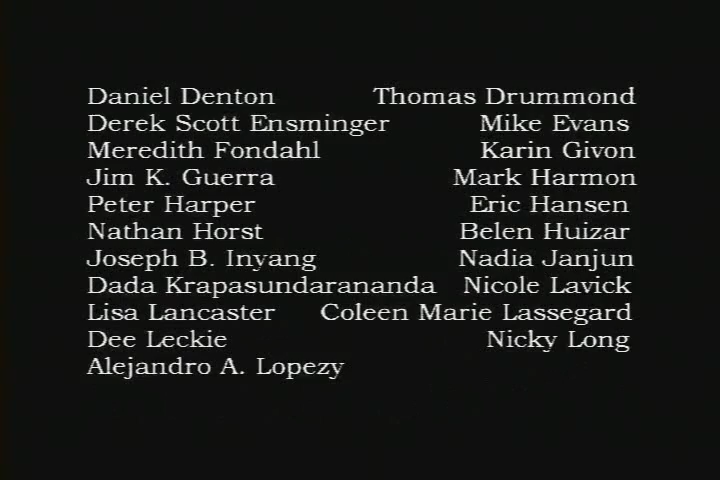 Daniel Denton Thomas Drummond
Derek Scott Ensminger Mike Evans
Meredith Fondahl Karin Givon
Jim K. Guerra Mark Harmon
Peter Harper Eric Hansen
Nathan Horst Belen Huizar
Joseph B. Inyang Nadia Janjun
Dada Krapasundarananda Nicole Lavick
Lisa Lancaster Coleen Marie Lassegard
Dee Leckie Nicky Long
Alejandro A. Lopezy